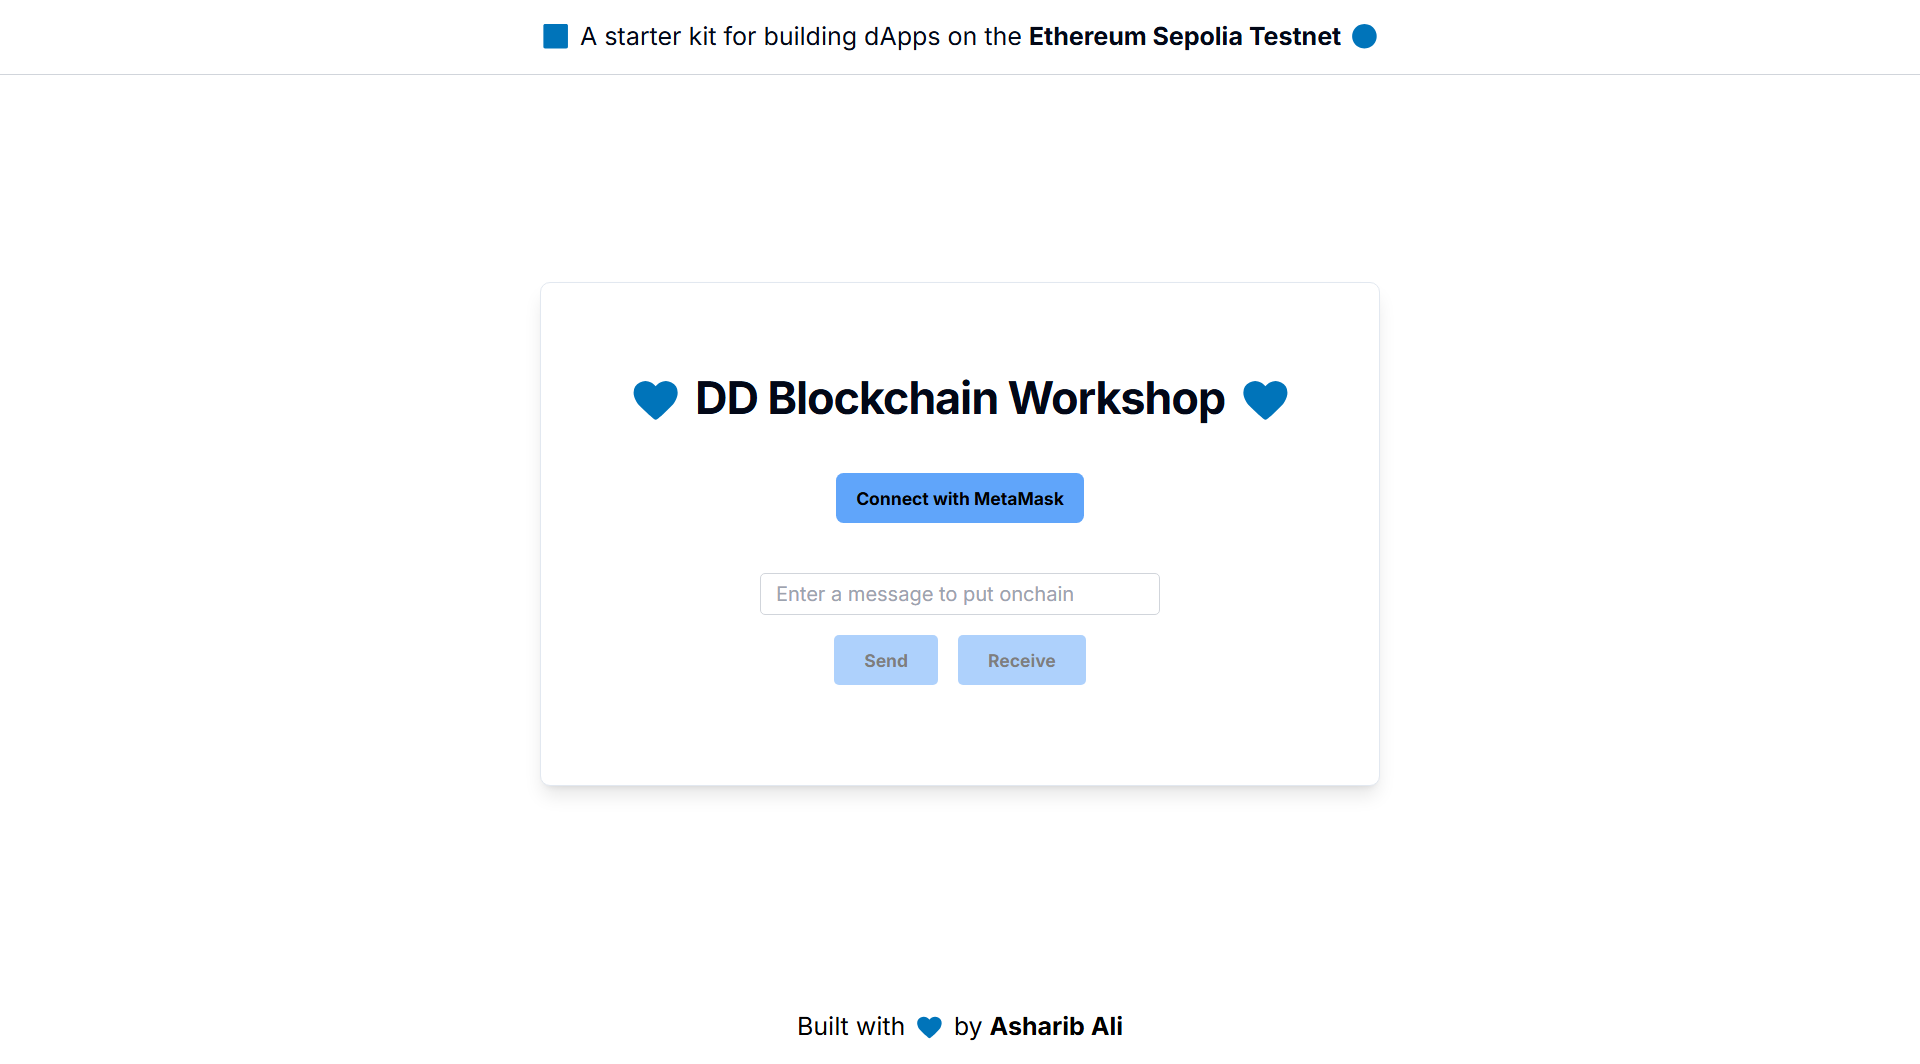 A starter kit for building dApps on the Ethereum Sepolia Testnet
DD Blockchain Workshop
Connect with MetaMask
Enter a message to put onchain
Send Receive
Built with 💙 by Asharib Ali